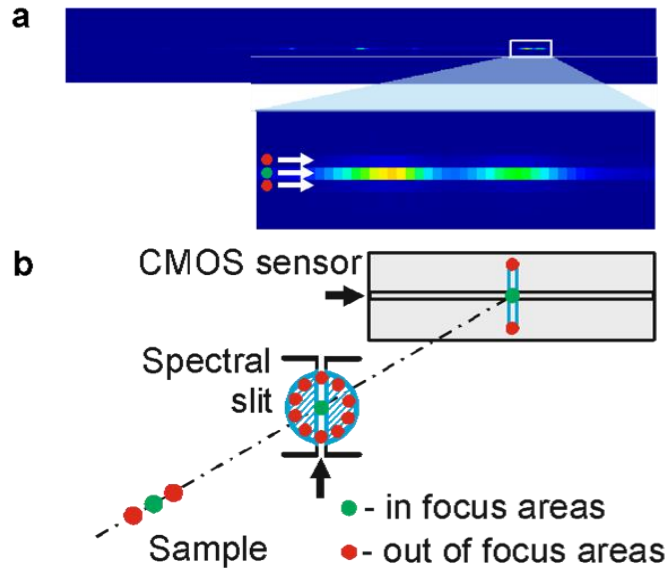 a
b
CMOS sensor
Spectral
slit
Sample
- in focus areas
- out of focus areas